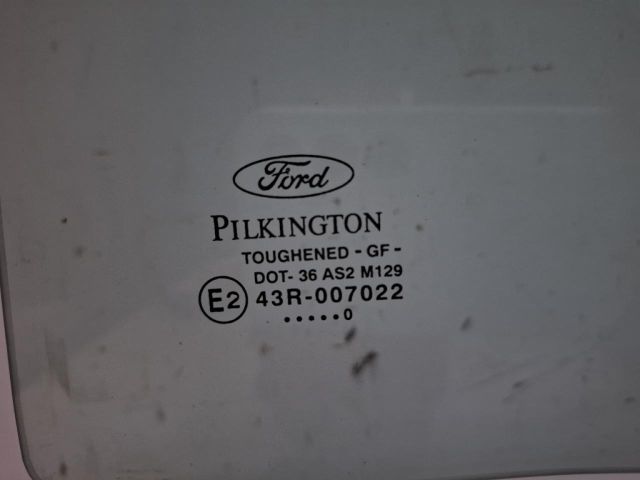 Ford
PILKINGTON
TOUGHENED - GF -
DOT- 36 AS2 M129
E2 43R-007022
.....0